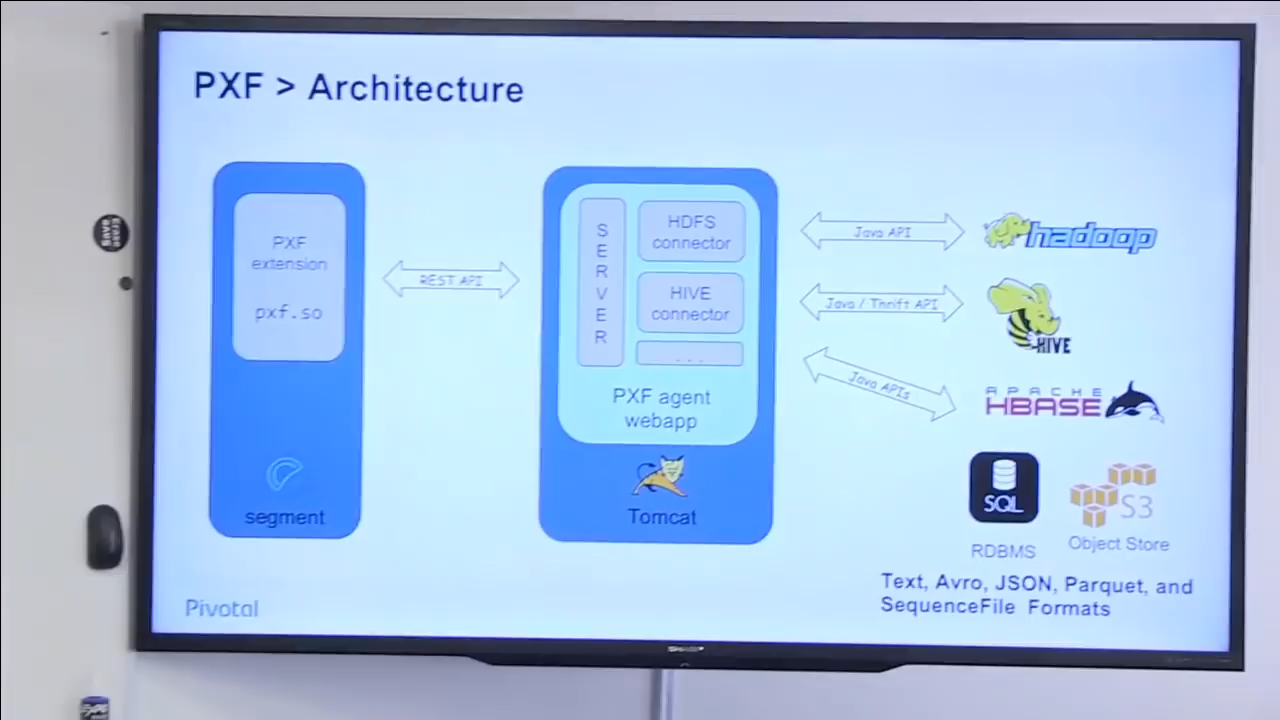 PXF > Architecture
PXF
extension
pxf.so
segment
REST API
SERVER
HDFS
connector
HIVE
connector
...
PXF agent
webapp
Tomcat
Java API
Java / Thrift API
Java APIs
hadoop
HIVE
APACHE
HBASE
SQL
RDBMS
S3
Object Store
Text, Avro, JSON, Parquet, and
SequenceFile Formats
Pivotal
SHARP